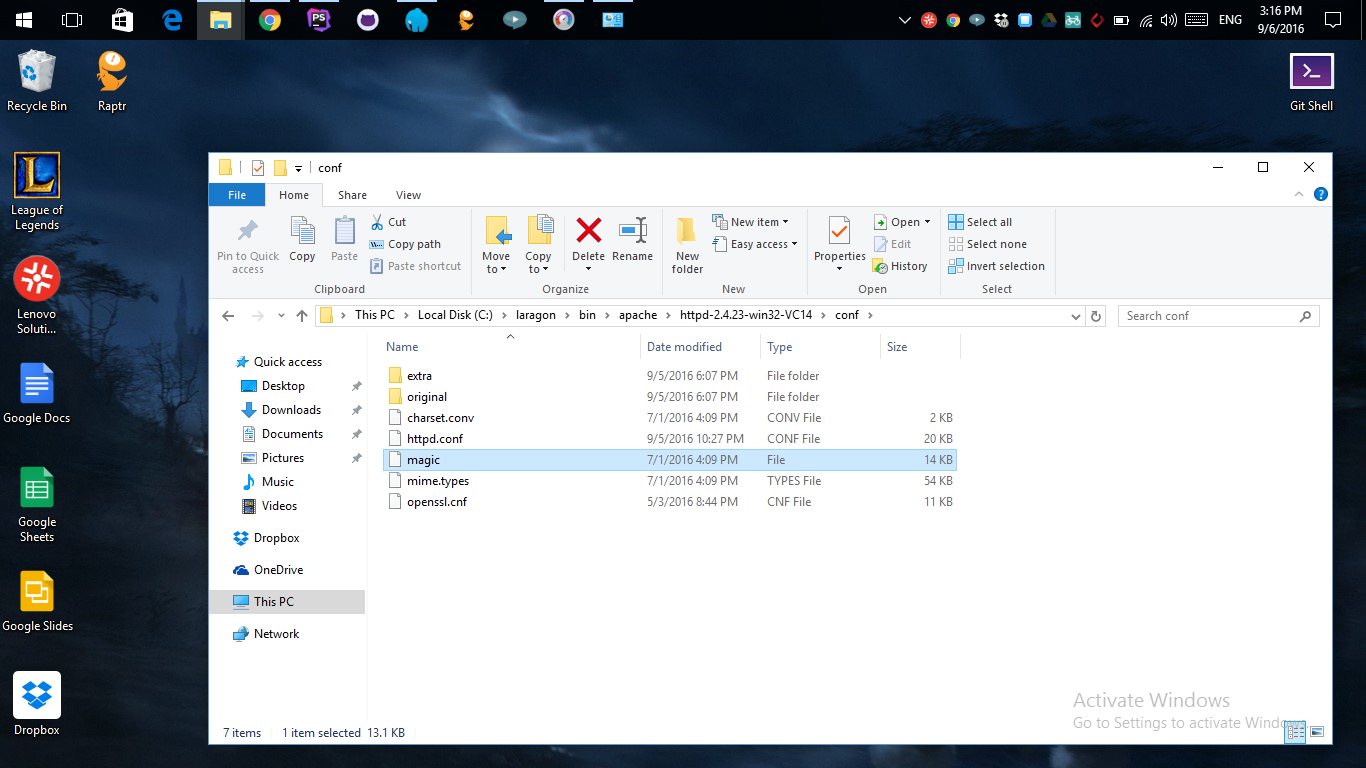 ENG
3:16 PM
9/6/2016
Recycle Bin
Raptr
Git Shell
League of
Legends
Lenovo
Soluti...
Google Docs
Google
Sheets
Google Slides
Dropbox
conf
File Home Share View
Pin to Quick
access
Copy
Paste
Cut
Copy path
Paste shortcut
Clipboard
Move
to
Copy
to
Delete
Rename
Organize
New
folder
New item
Easy access
New
Properties
Open
Edit
History
Open
Select all
Select none
Invert selection
Select
This PC Local Disk (C:) laragon bin apache httpd-2.4.23-win32-VC14 conf
Search conf
Quick access
Desktop
Downloads
Documents
Pictures
Music
Videos
Dropbox
OneDrive
This PC
Network
Name Date modified Type Size
extra 9/5/2016 6:07 PM File folder
original 9/5/2016 6:07 PM File folder
charset.conv 7/1/2016 4:09 PM CONV File 2 KB
httpd.conf 9/5/2016 10:27 PM CONF File 20 KB
magic 7/1/2016 4:09 PM File 14 KB
mime.types 7/1/2016 4:09 PM TYPES File 54 KB
openssl.cnf 5/3/2016 8:44 PM CNF File 11 KB
Activate Windows
Go to Settings to activate Windows.
7 items 1 item selected 13.1 KB